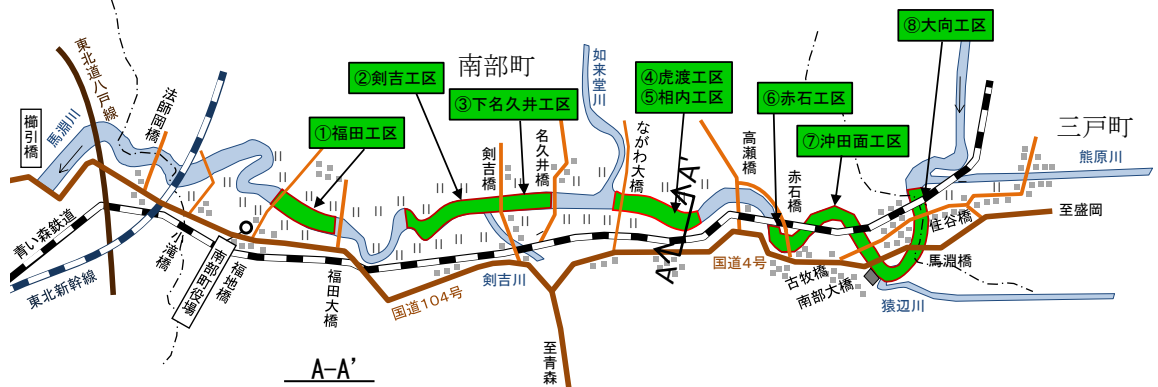 ⑧大向工区
東北道八戸線
南部町
如来堂川
②剣吉工区
④虎渡工区
⑤相内工区
法師岡橋
③下名久井工区
⑥赤石工区
三戸町
櫛引橋
馬淵川
①福田工区
名久井橋
ながわ大橋
高瀬橋
⑦沖田面工区
剣吉橋
熊原川
A'
赤石橋
青い森鉄道
小滝橋
住谷橋
至盛岡
東北新幹線
南部町役場
福地橋
福田大橋
国道104号
剣吉川
A
国道4号
古牧橋
南部大橋
馬淵橋
猿辺川
至青森
A-A’